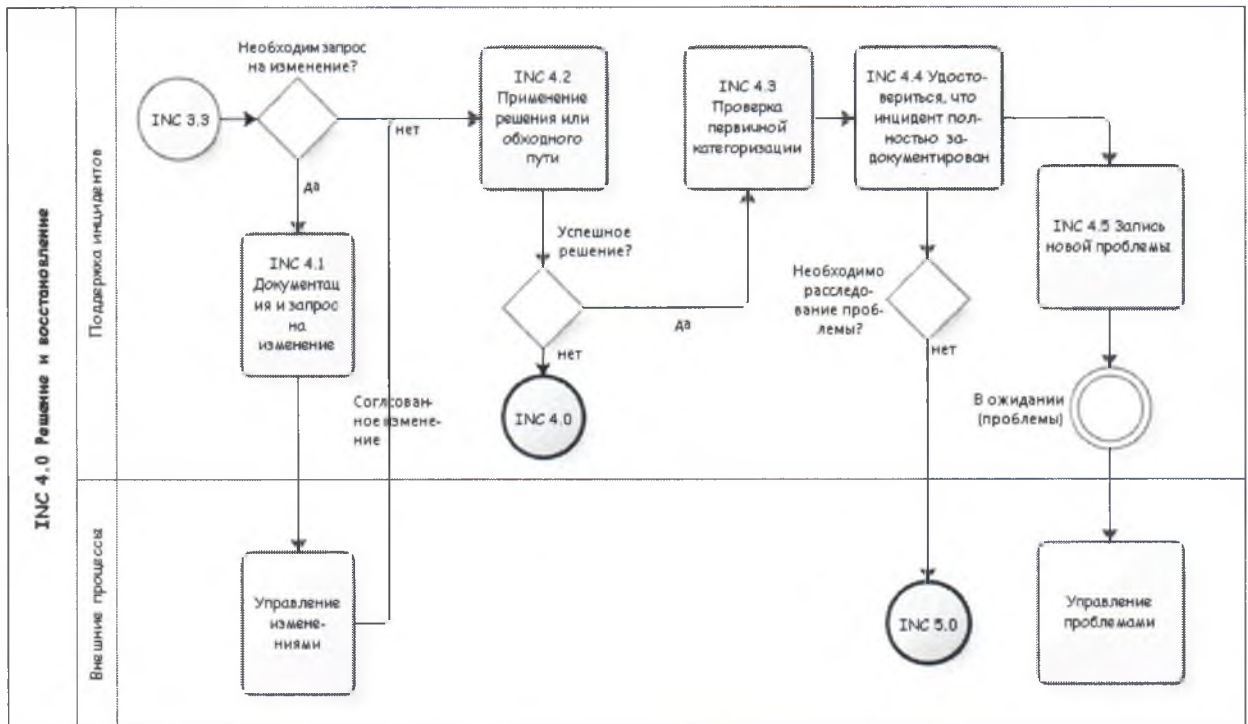 INC 4.0 Решение и восстановление
Поддержка инцидентов
Внешние процессы
INC 3.3
Необходим запрос
на изменение?
нет
да
INC 4.1
Документац
ия и запрос
на
изменение
Соглсован-
ное измене-
ние
Управление
измене-
ниями
INC 4.2
Применение
решения или
обходного
пути
Успешное
решение?
да
нет
INC 4.0
INC 4.3
Проверка
первичной
категоризации
INC 4.4 Удосто-
вериться, что
инцидент пол-
ностью за-
документирован
Необходимо
расследо-
вание проб-
лемы?
нет
INC 5.0
INC 4.5 Запись
новой проблемы
В ожидании
(проблемы)
Управление
проблемами